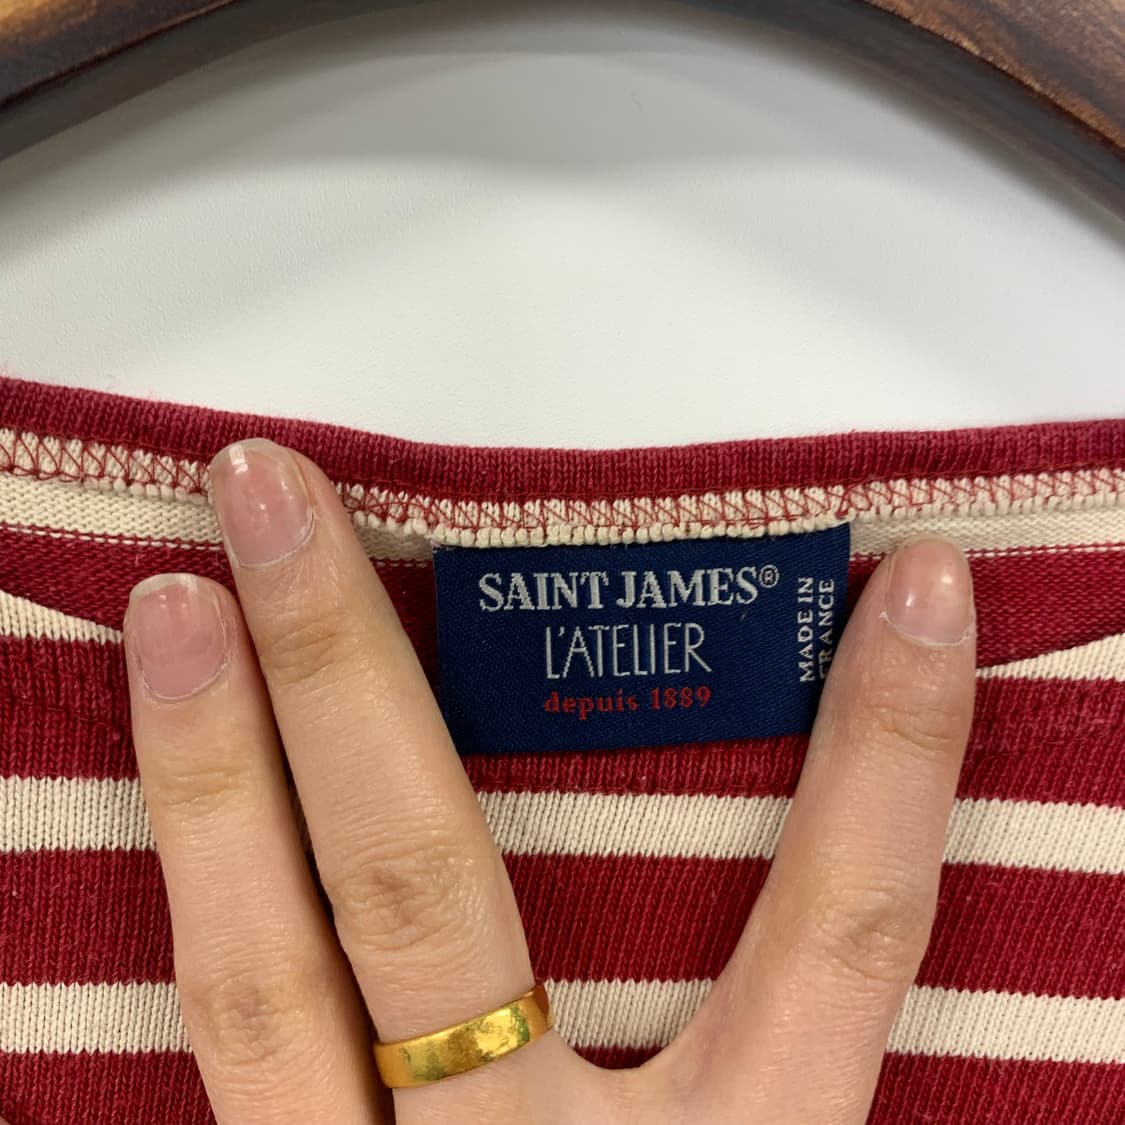 SAINT JAMES®
L'ATELIER
depuis 1889
MADE IN
FRANCE